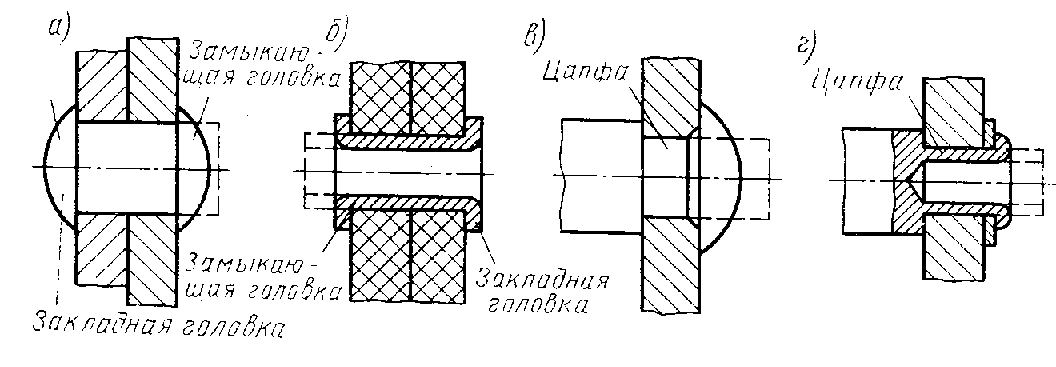 а)
Замыкаю-
щая головка
б)
в)
Цапфа
г)
Цапфа
Замыкаю-
щая головка
Закладная
головка
Закладная головка